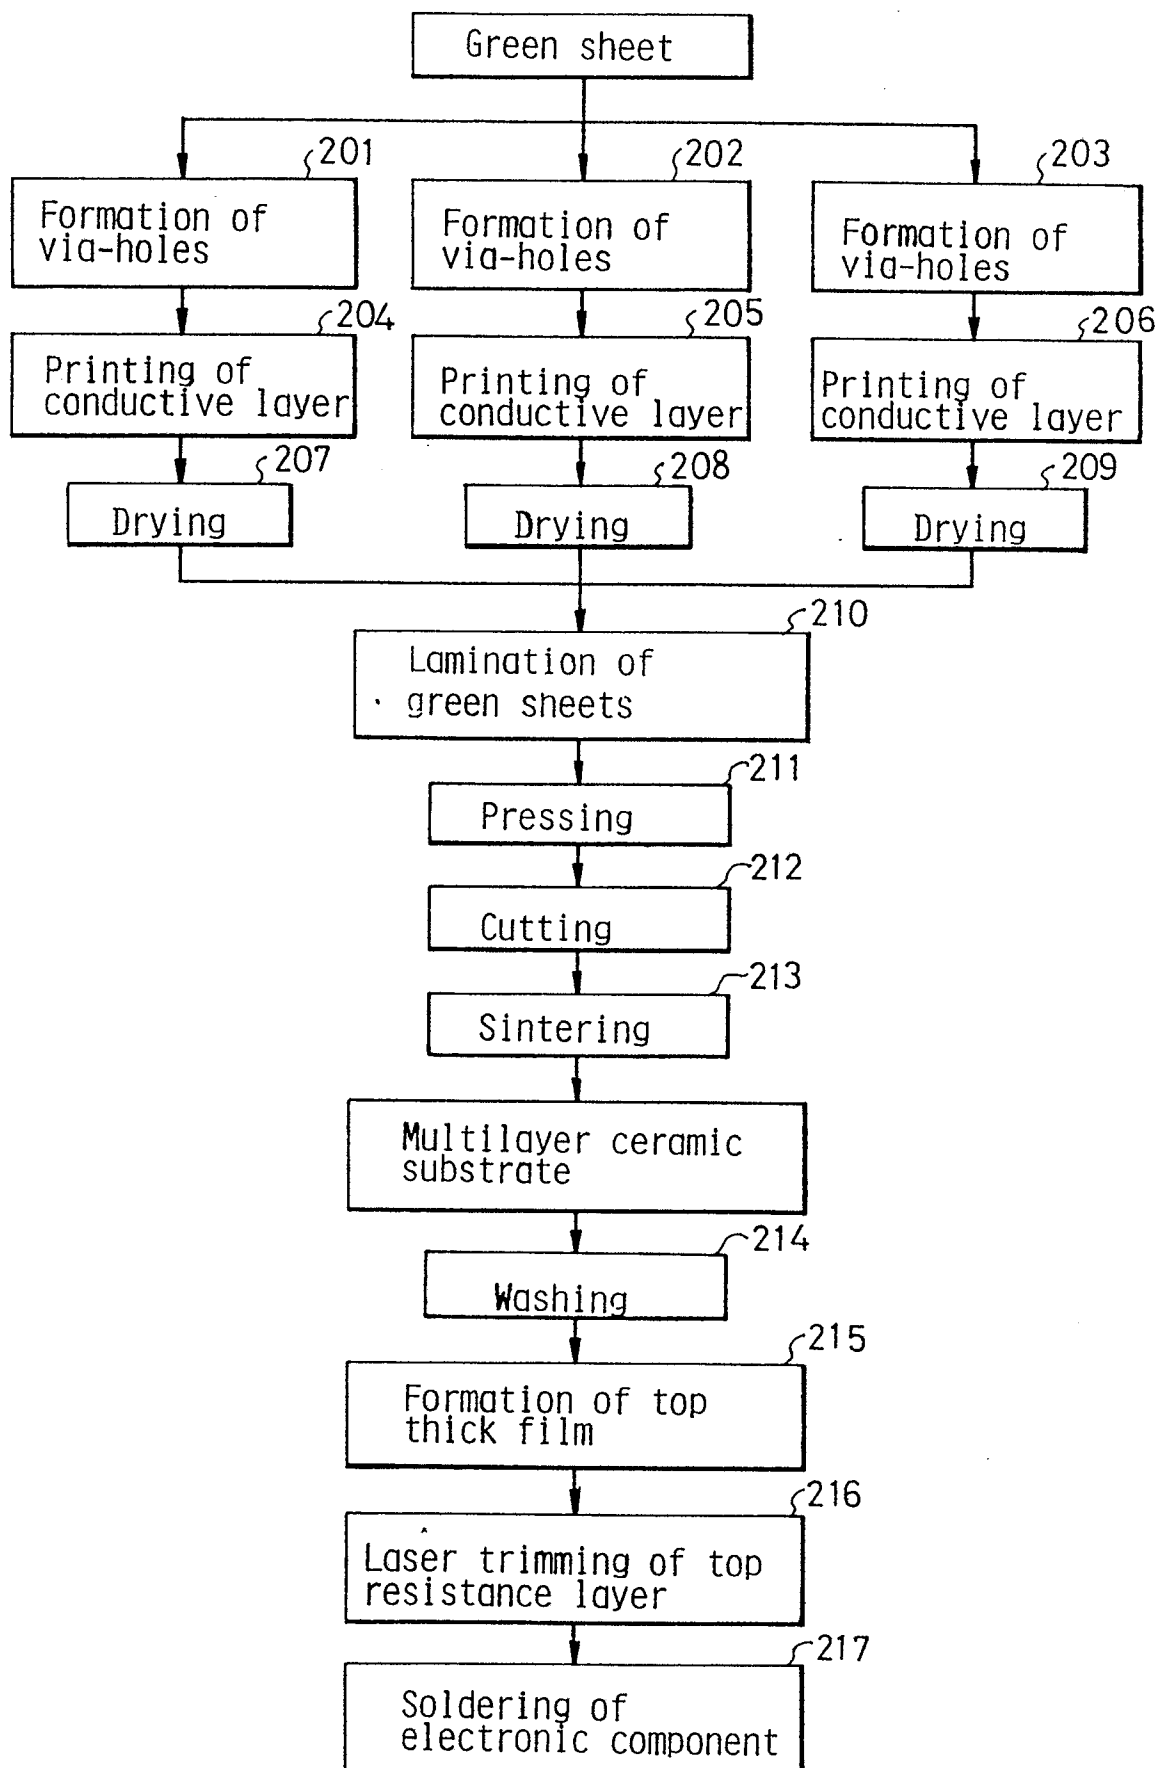 Green sheet
201
202
203
Formation of
via-holes
Formation of
via-holes
Formation of
via-holes
204
205
206
Printing of
conductive layer
Printing of
conductive layer
Printing of
conductive layer
207
208
209
Drying
Drying
Drying
210
Lamination of
green sheets
211
Pressing
212
Cutting
213
Sintering
Multilayer ceramic
substrate
214
Washing
215
Formation of top
thick film
216
Laser trimming of top
resistance layer
217
Soldering of
electronic component